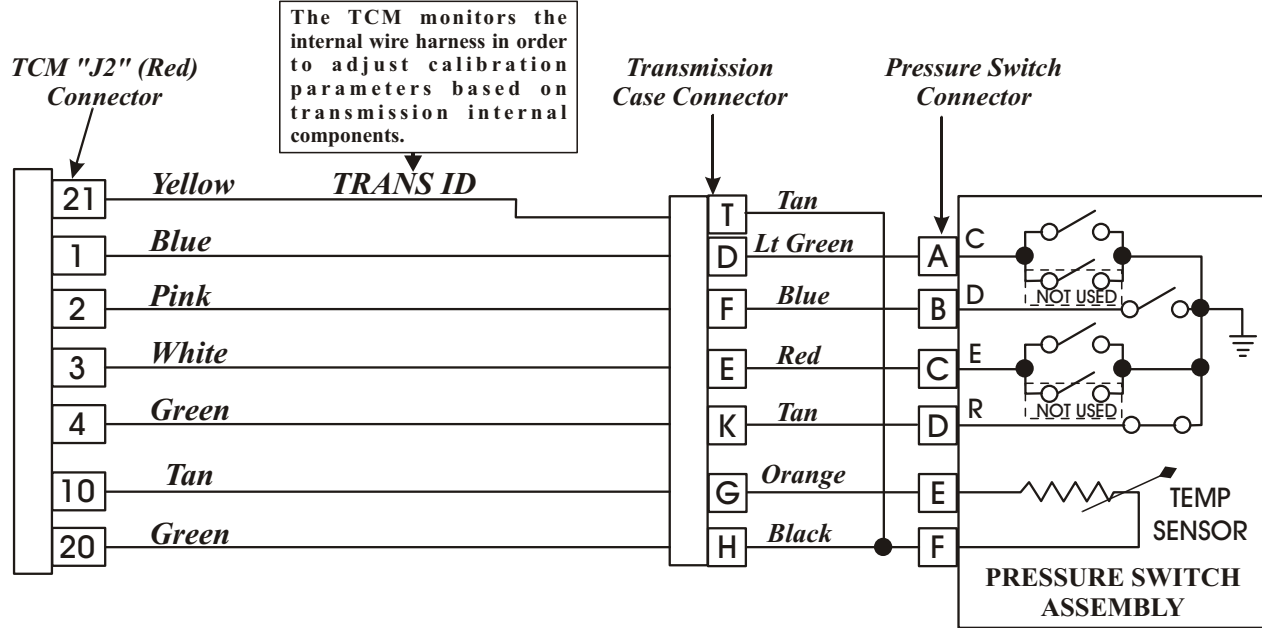 The TCM monitors the
internal wire harness in order
to adjust calibration
parameters based on
transmission internal
components.
TCM "J2" (Red)
Connector
Transmission
Case Connector
Pressure Switch
Connector
21 Yellow TRANS ID T Tan
1 Blue D Lt Green A C
NOT USED
2 Pink F Blue B D
3 White E Red C E
NOT USED
4 Green K Tan D R
10 Tan G Orange E
TEMP
SENSOR
20 Green H Black F
PRESSURE SWITCH
ASSEMBLY